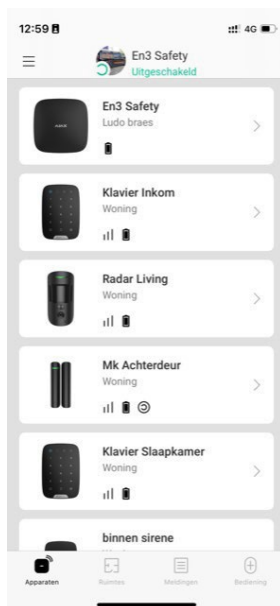 12:59
4G
En3 Safety
Uitgeschakeld
En3 Safety
Ludo braes
AJAX
Klavier Inkom
Woning
Radar Living
Woning
Mk Achterdeur
Woning
Klavier Slaapkamer
Woning
binnen sirene
Apparaten
Ruimtes
Meldingen
Bediening